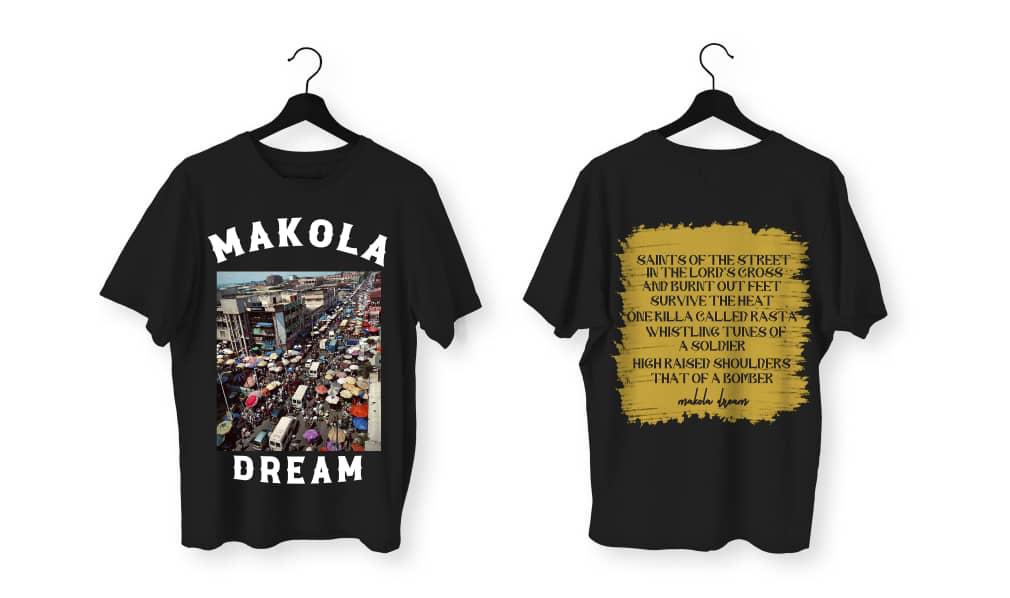 MAKOLA
DREAM
SAINTS OF THE STREET
IN THE LORD'S CROSS
AND BURNT OUT FEET
SURVIVE THE HEAT
ONE KILLA CALLED RASTA
WHISTLING TUNES OF
A SOLDIER
HIGH RAISED SHOULDERS
THAT OF A BOMBER
makola dream